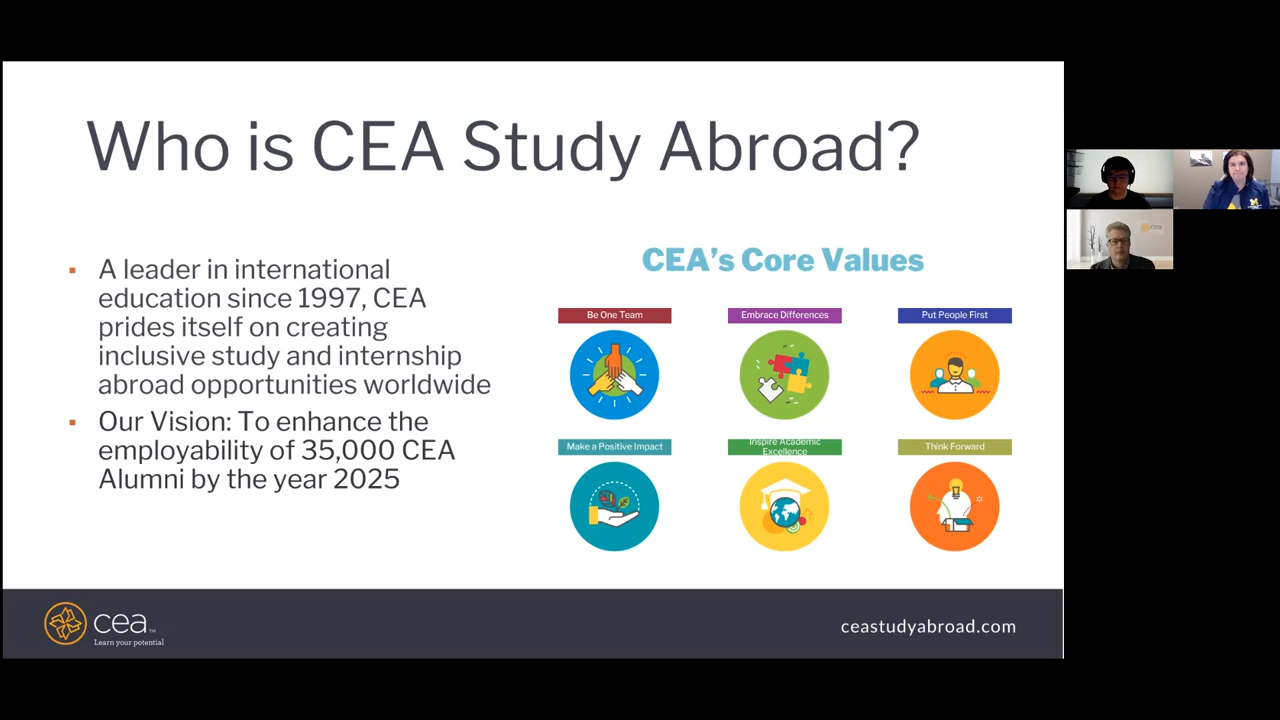 Who is CEA Study Abroad?
▪ A leader in international
education since 1997, CEA
prides itself on creating
inclusive study and internship
abroad opportunities worldwide
▪ Our Vision: To enhance the
employability of 35,000 CEA
Alumni by the year 2025
CEA's Core Values
Be One Team
Embrace Differences
Put People First
Make a Positive Impact
Inspire Academic
Excellence
Think Forward
cea™
Learn your potential
ceastudyabroad.com
cea
M